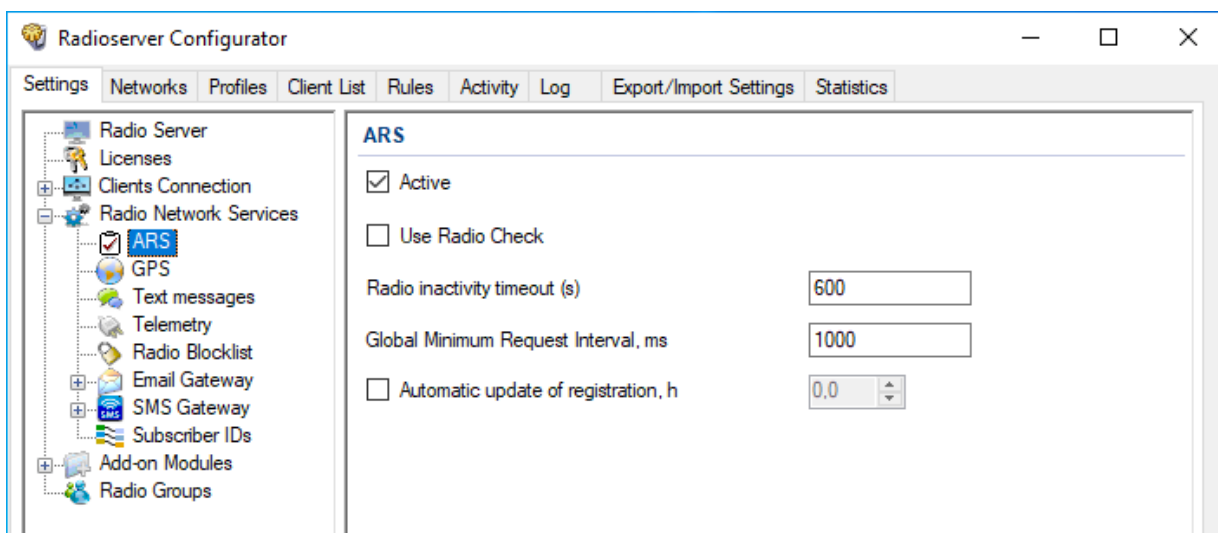 Radioserver Configurator
Settings Networks Profiles Client List Rules Activity Log Export/Import Settings Statistics
Radio Server
Licenses
Clients Connection
Radio Network Services
ARS
GPS
Text messages
Telemetry
Radio Blocklist
Email Gateway
SMS Gateway
SMS
Subscriber IDs
Add-on Modules
Radio Groups
ARS
Active
Use Radio Check
Radio inactivity timeout (s) 600
Global Minimum Request Interval, ms 1000
Automatic update of registration, h 0,0